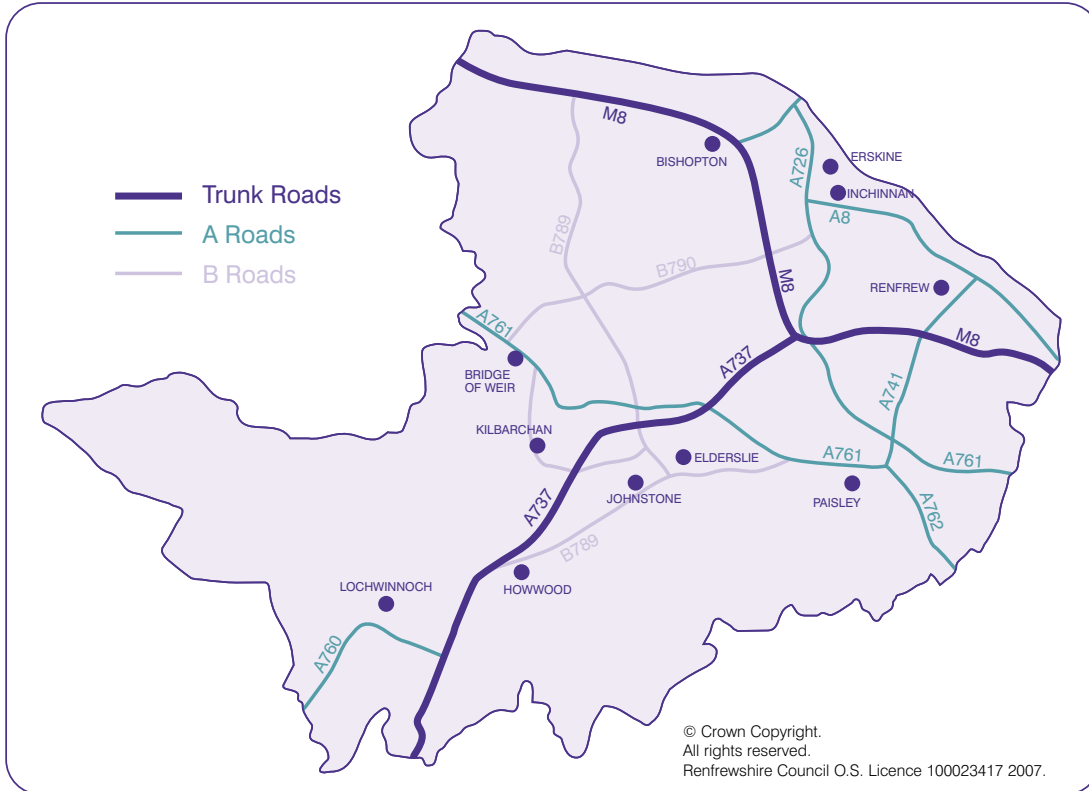 M8
BISHOPTON
A726
ERSKINE
INCHINNAN
A8
Trunk Roads
A Roads
B Roads
B789
B790
M8
RENFREW
A761
M8
BRIDGE
OF WEIR
A737
A741
KILBARCHAN
ELDERSLIE
A761
A761
JOHNSTONE
PAISLEY
A737
A762
B789
LOCHWINNOCH
HOWWOOD
A760
© Crown Copyright.
All rights reserved.
Renfrewshire Council O.S. Licence 100023417 2007.